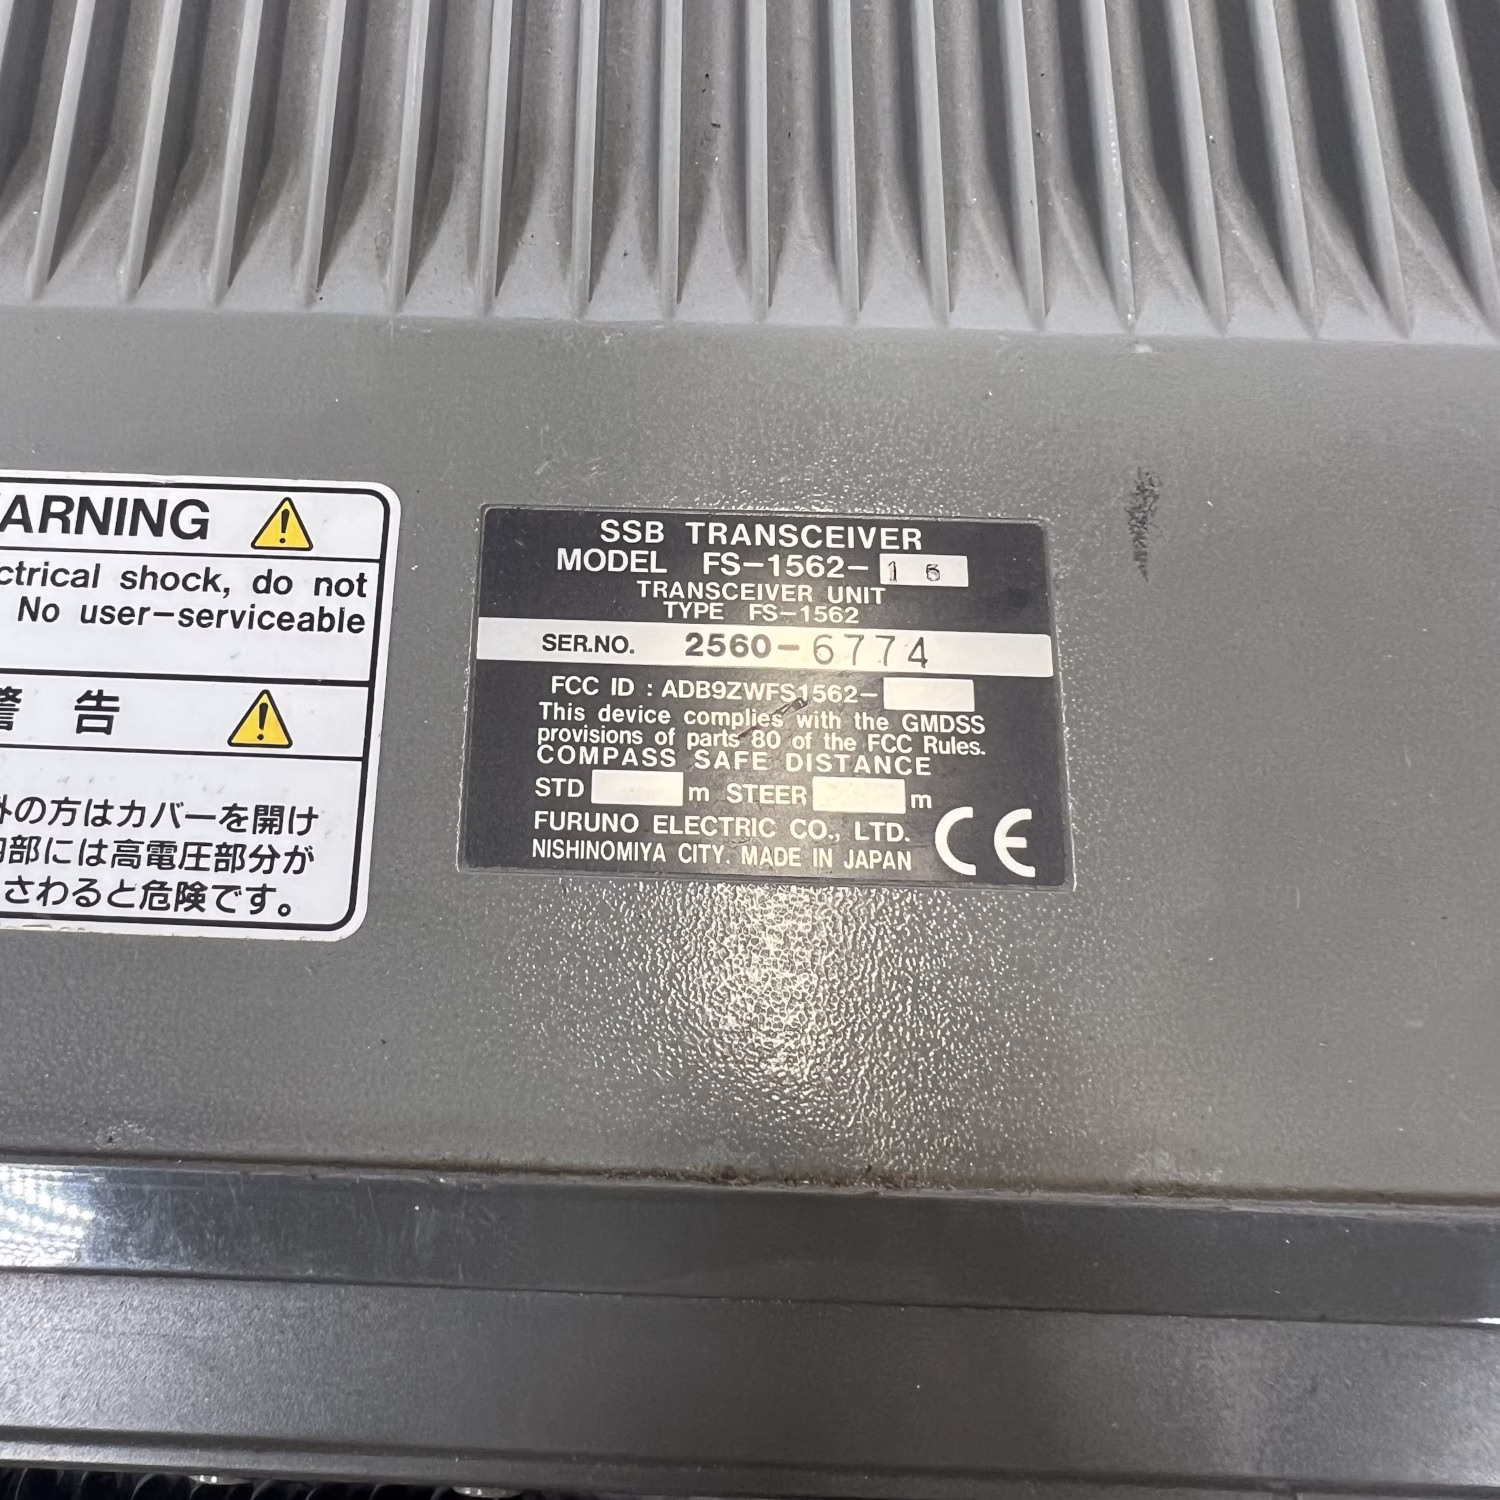 ARNING
ctrical shock, do not
No user-serviceable
警告
外の方はカバーを開け
内部には高電圧部分が
さわると危険です。
SSB TRANSCEIVER
MODEL FS-1562-16
TRANSCEIVER UNIT
TYPE FS-1562
SER.NO. 2560-6774
FCC ID : ADB9ZWFS1562-
This device complies with the GMDSS
provisions of parts 80 of the FCC Rules.
COMPASS SAFE DISTANCE
STD m STEER m
FURUNO ELECTRIC CO., LTD.
NISHINOMIYA CITY. MADE IN JAPAN
CE